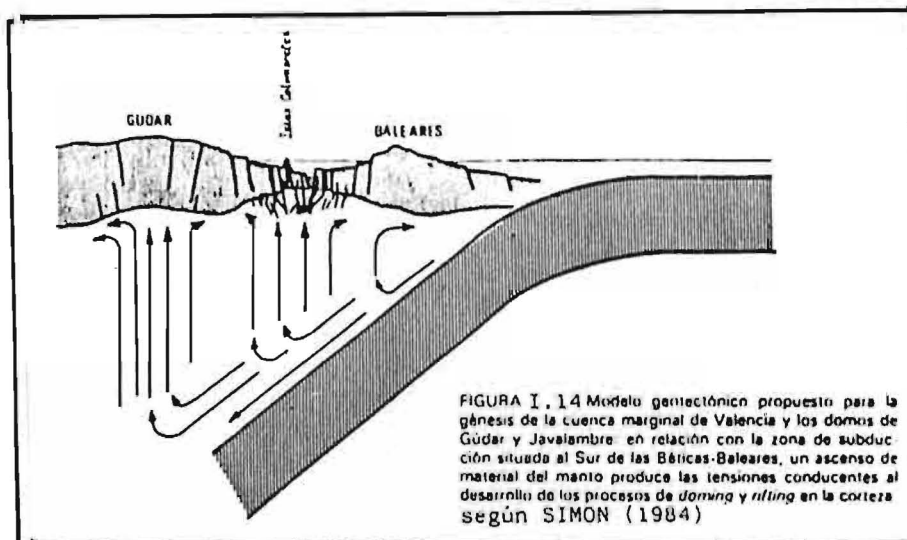 GUDAR
Islas Columbretes
BALEARES
FIGURA I.14 Modelo geotectónico propuesto para la
génesis de la cuenca marginal de Valencia y los domos de
Gúdar y Javalambre: en relación con la zona de subduc-
ción situada al Sur de las Béticas-Baleares, un ascenso de
material del manto produce las tensiones conducentes al
desarrollo de los procesos de doming y rifting en la corteza
según SIMON (1984)